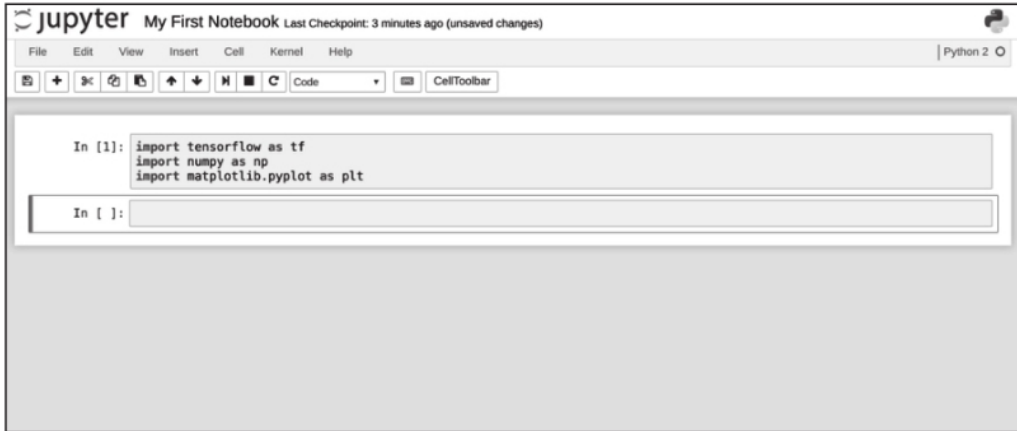 jupyter My First Notebook Last Checkpoint: 3 minutes ago (unsaved changes)
File Edit View Insert Cell Kernel Help Python 2
Code CellToolbar
In [1]: import tensorflow as tf
import numpy as np
import matplotlib.pyplot as plt
In [ ]: